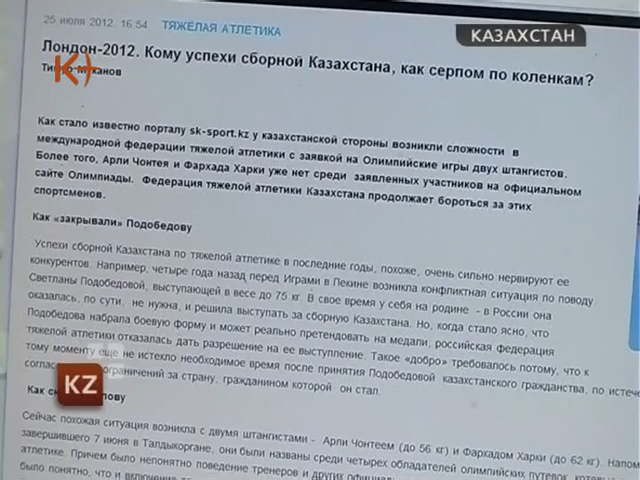 25 июля 2012, 16:54 ТЯЖЁЛАЯ АТЛЕТИКА
КАЗАХСТАН
Лондон-2012. Кому успехи сборной Казахстана, как серпом по коленкам?
К+
Как стало известно порталу sk-sport.kz у казахстанской стороны возникли сложности в
международной федерации тяжелой атлетики с заявкой на Олимпийские игры двух штангистов.
Более того, Арли Чонтея и Фархада Харки уже нет среди заявленных участников на официальном
сайте Олимпиады. Федерация тяжелой атлетики Казахстана продолжает бороться за этих
спортсменов.
Как «закрывали» Подобедову
Успехи сборной Казахстана по тяжелой атлетике в последние годы, похоже, очень сильно нервируют ее
конкурентов. Например, четыре года назад перед Играми в Пекине возникла конфликтная ситуация по поводу
Светланы Подобедовой, выступающей в весе до 75 кг. В свое время у себя на родине - в России она
оказалась, по сути, не нужна, и решила выступать за сборную Казахстана. Но, когда стало ясно, что
Подобедова набрала боевую форму и может реально претендовать на медали, российская федерация
тяжелой атлетики отказалась дать разрешение на ее выступление. Такое «добро» требовалось потому, что к
тому моменту еще не истекло необходимое время после принятия Подобедовой казахстанского гражданства, по истече
ограничений за страну, гражданином которой он стал.
KZ
Как
Сейчас похожая ситуация возникла с двумя штангистами - Арли Чонтеем (до 56 кг) и Фархадом Харки (до 62 кг). Напом
завершившего 7 июня в Талдыкоргане, они были названы среди четырех обладателей олимпийских путевок, которы
атлетике. Причем было непонятно поведение тренеров и других
было понятно, что и